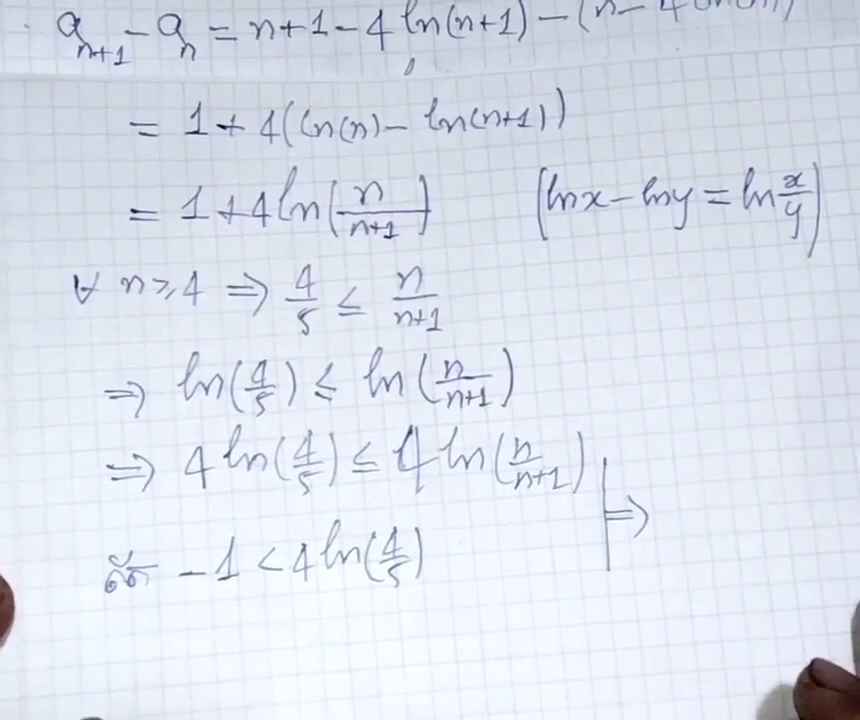 a_{n+1} - a_n = n+1 - 4 ln(n+1) - (n - 4 ln(n))
= 1 + 4(ln(n) - ln(n+1))
= 1 + 4 ln(n/(n+1)) (ln x - ln y = ln x/y)
∀ n ≥ 4 ⇒ 4/5 ≤ n/(n+1)
⇒ ln(4/5) ≤ ln(n/(n+1))
⇒ 4 ln(4/5) ≤ 4 ln(n/(n+1))
-1 < 4 ln(4/5) ⇒